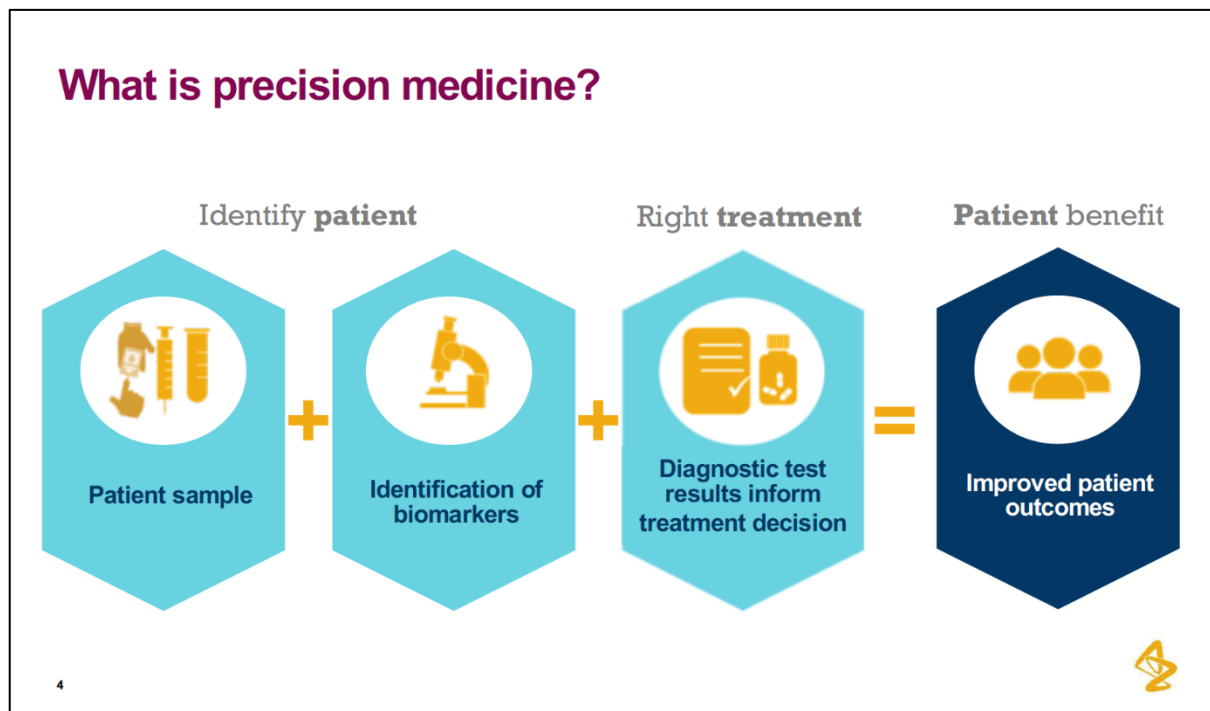 What is precision medicine?
Identify patient
Right treatment
Patient benefit
Patient sample
Identification of
biomarkers
Diagnostic test
results inform
treatment decision
Improved patient
outcomes
4